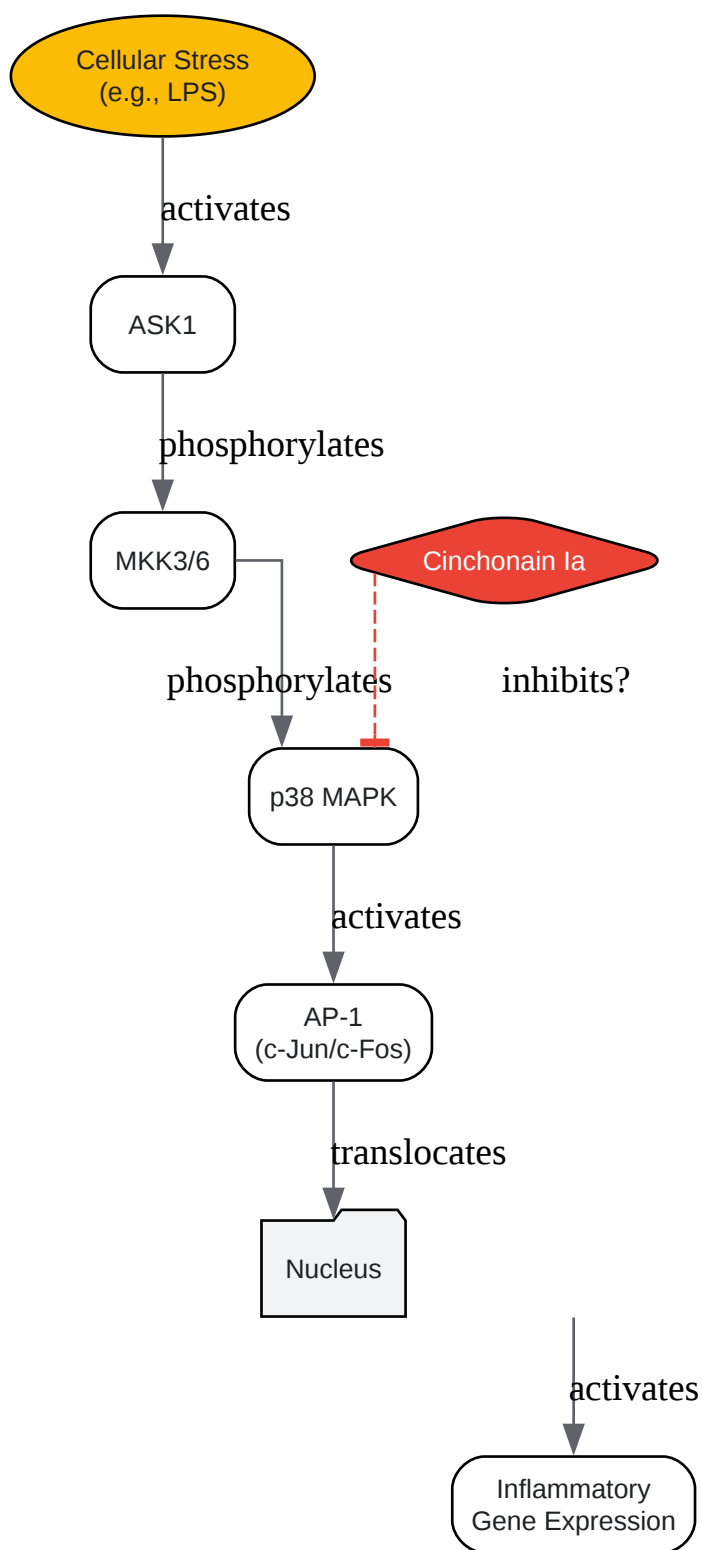 Cellular Stress
(e.g., LPS)
activates
ASK1
phosphorylates
MKK3/6
Cinchonain Ia
phosphorylates
inhibits?
p38 MAPK
activates
AP-1
(c-Jun/c-Fos)
translocates
Nucleus
activates
Inflammatory
Gene Expression